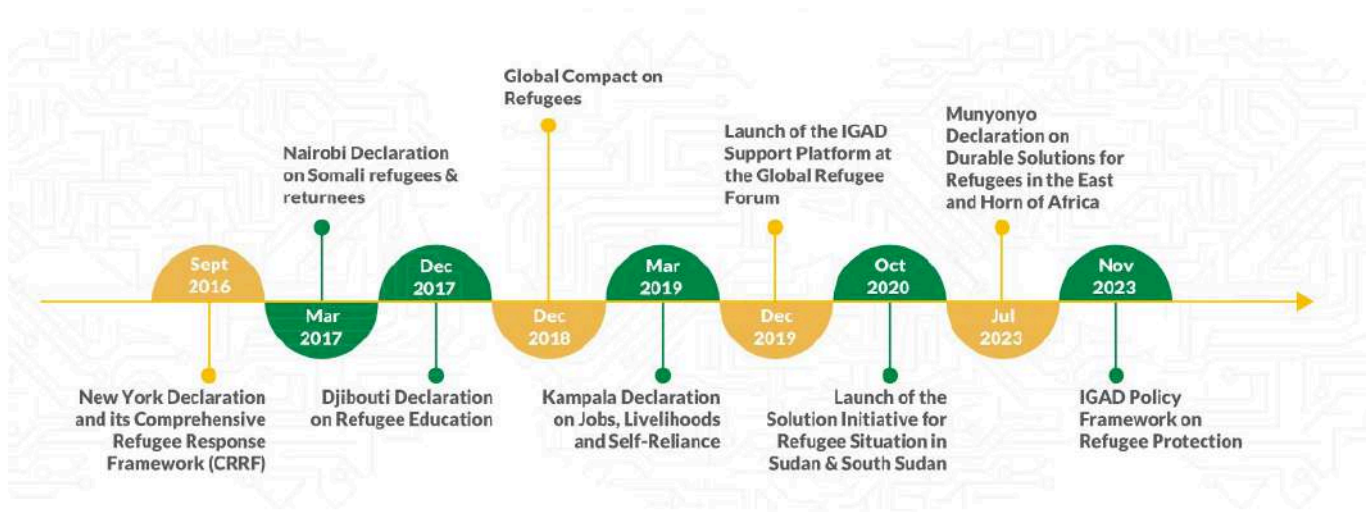 Global Compact on
Refugees
Nairobi Declaration
on Somali refugees &
returnees
Launch of the IGAD
Support Platform at
the Global Refugee
Forum
Munyonyo
Declaration on
Durable Solutions for
Refugees in the East
and Horn of Africa
Sept
2016
Mar
2017
Dec
2017
Dec
2018
Mar
2019
Dec
2019
Oct
2020
Jul
2023
Nov
2023
New York Declaration
and its Comprehensive
Refugee Response
Framework (CRRF)
Djibouti Declaration
on Refugee Education
Kampala Declaration
on Jobs, Livelihoods
and Self-Reliance
Launch of the
Solution Initiative for
Refugee Situation in
Sudan & South Sudan
IGAD Policy
Framework on
Refugee Protection